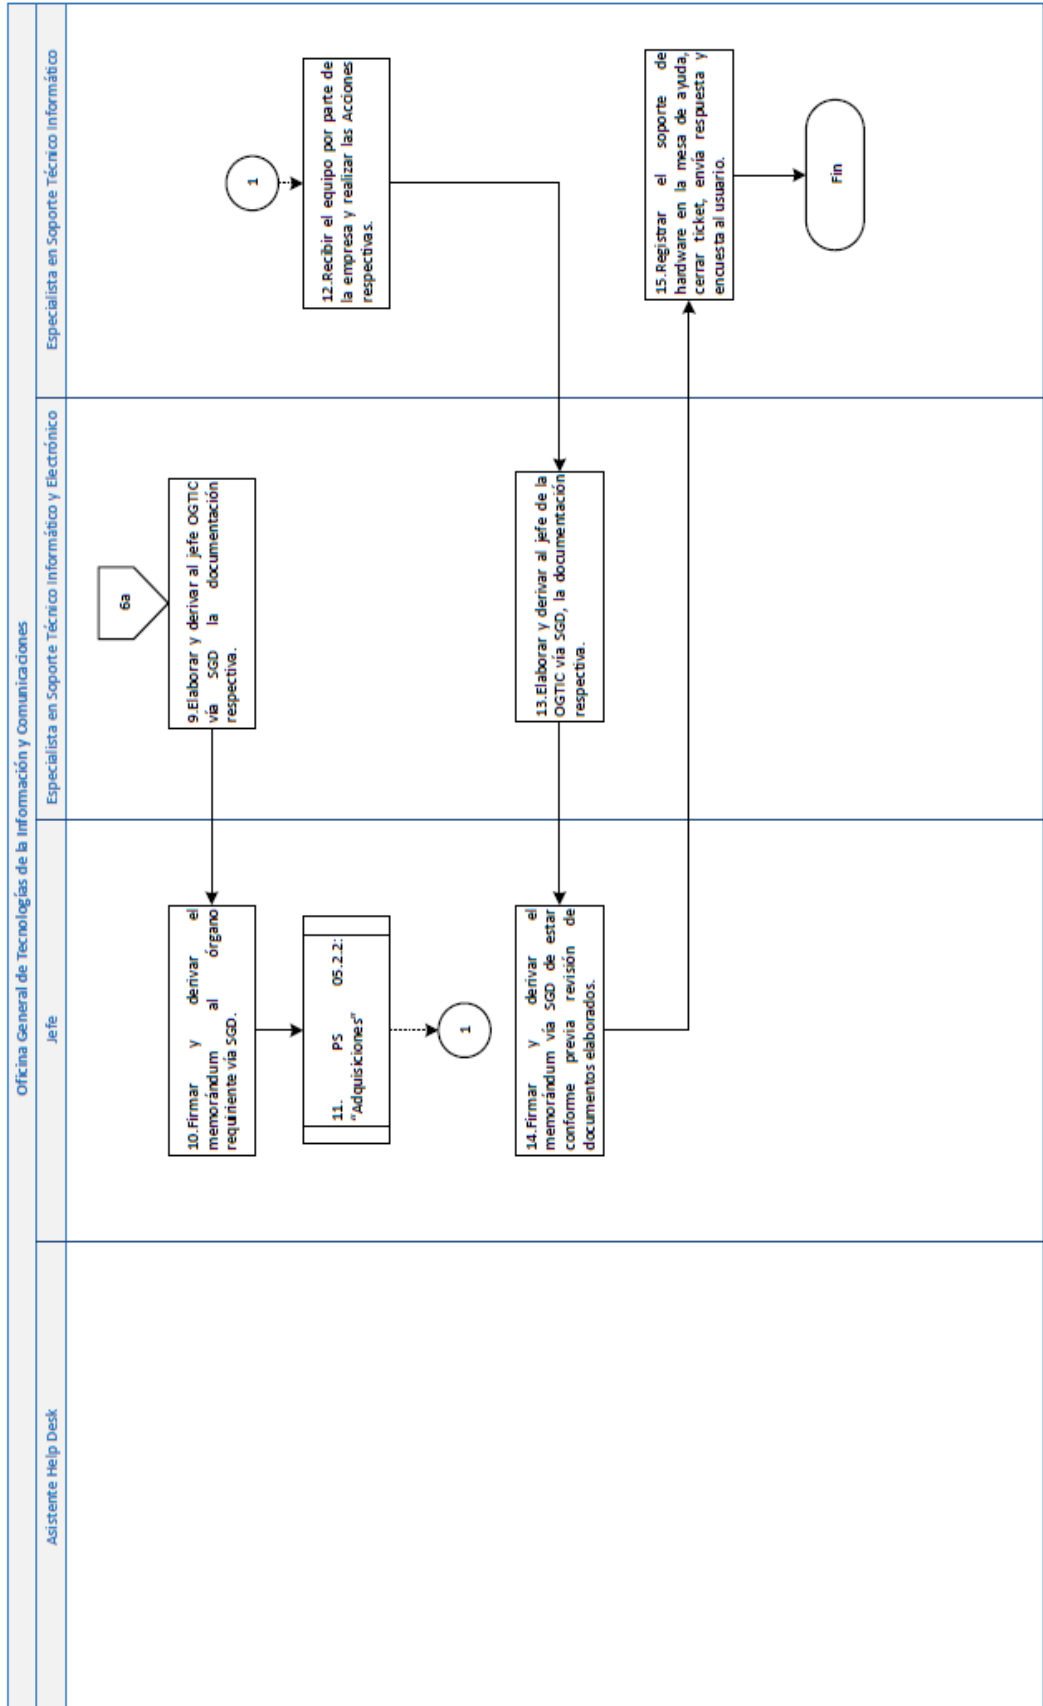 Oficina General de Tecnologías de la Información y Comunicaciones
Asistente Help Desk
Jefe
Especialista en Soporte Técnico Informático y Electrónico
Especialista en Soporte Técnico Informático
6a
9.Elaborar y derivar al jefe OGTIC
vía SGD la documentación
respectiva.
10.Firmar y derivar el
memorándum al órgano
requiriente vía SGD.
11. PS 05.2.2:
“Adquisiciones”
1
1
12.Recibir el equipo por parte de
la empresa y realizar las Acciones
respectivas.
13.Elaborar y derivar al jefe de la
OGTIC vía SGD, la documentación
respectiva.
14.Firmar y derivar el
memorándum vía SGD de estar
conforme previa revisión de
documentos elaborados.
15.Registrar el soporte de
hardware en la mesa de ayuda,
cerrar ticket, envía respuesta y
encuesta al usuario.
Fin